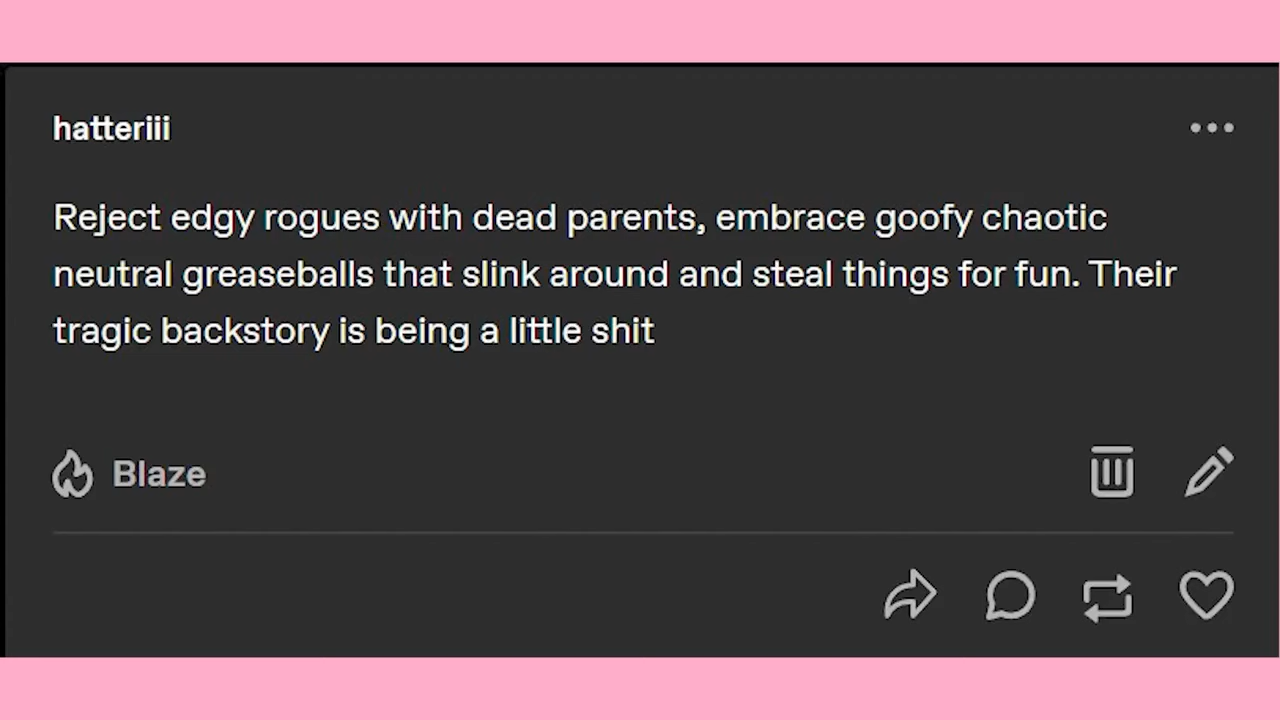 hatteriii
Reject edgy rogues with dead parents, embrace goofy chaotic
neutral greaseballs that slink around and steal things for fun. Their
tragic backstory is being a little shit
Blaze